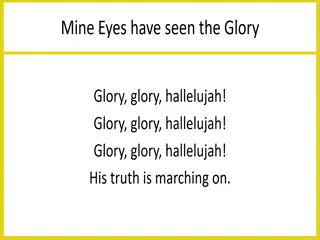 Mine Eyes have seen the Glory
Glory, glory, hallelujah!
Glory, glory, hallelujah!
Glory, glory, hallelujah!
His truth is marching on.